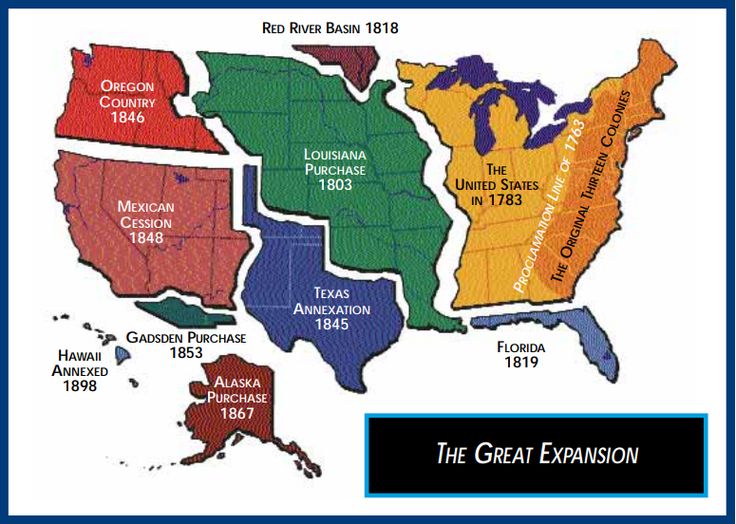 RED RIVER BASIN 1818
OREGON
COUNTRY
1846
LOUISIANA
PURCHASE
1803
THE
UNITED STATES
IN 1783
PROCLAMATION LINE OF 1763
THE ORIGINAL THIRTEEN COLONIES
MEXICAN
CESSION
1848
TEXAS
ANNEXATION
1845
GADSDEN PURCHASE
1853
FLORIDA
1819
HAWAII
ANNEXED
1898
ALASKA
PURCHASE
1867
THE GREAT EXPANSION